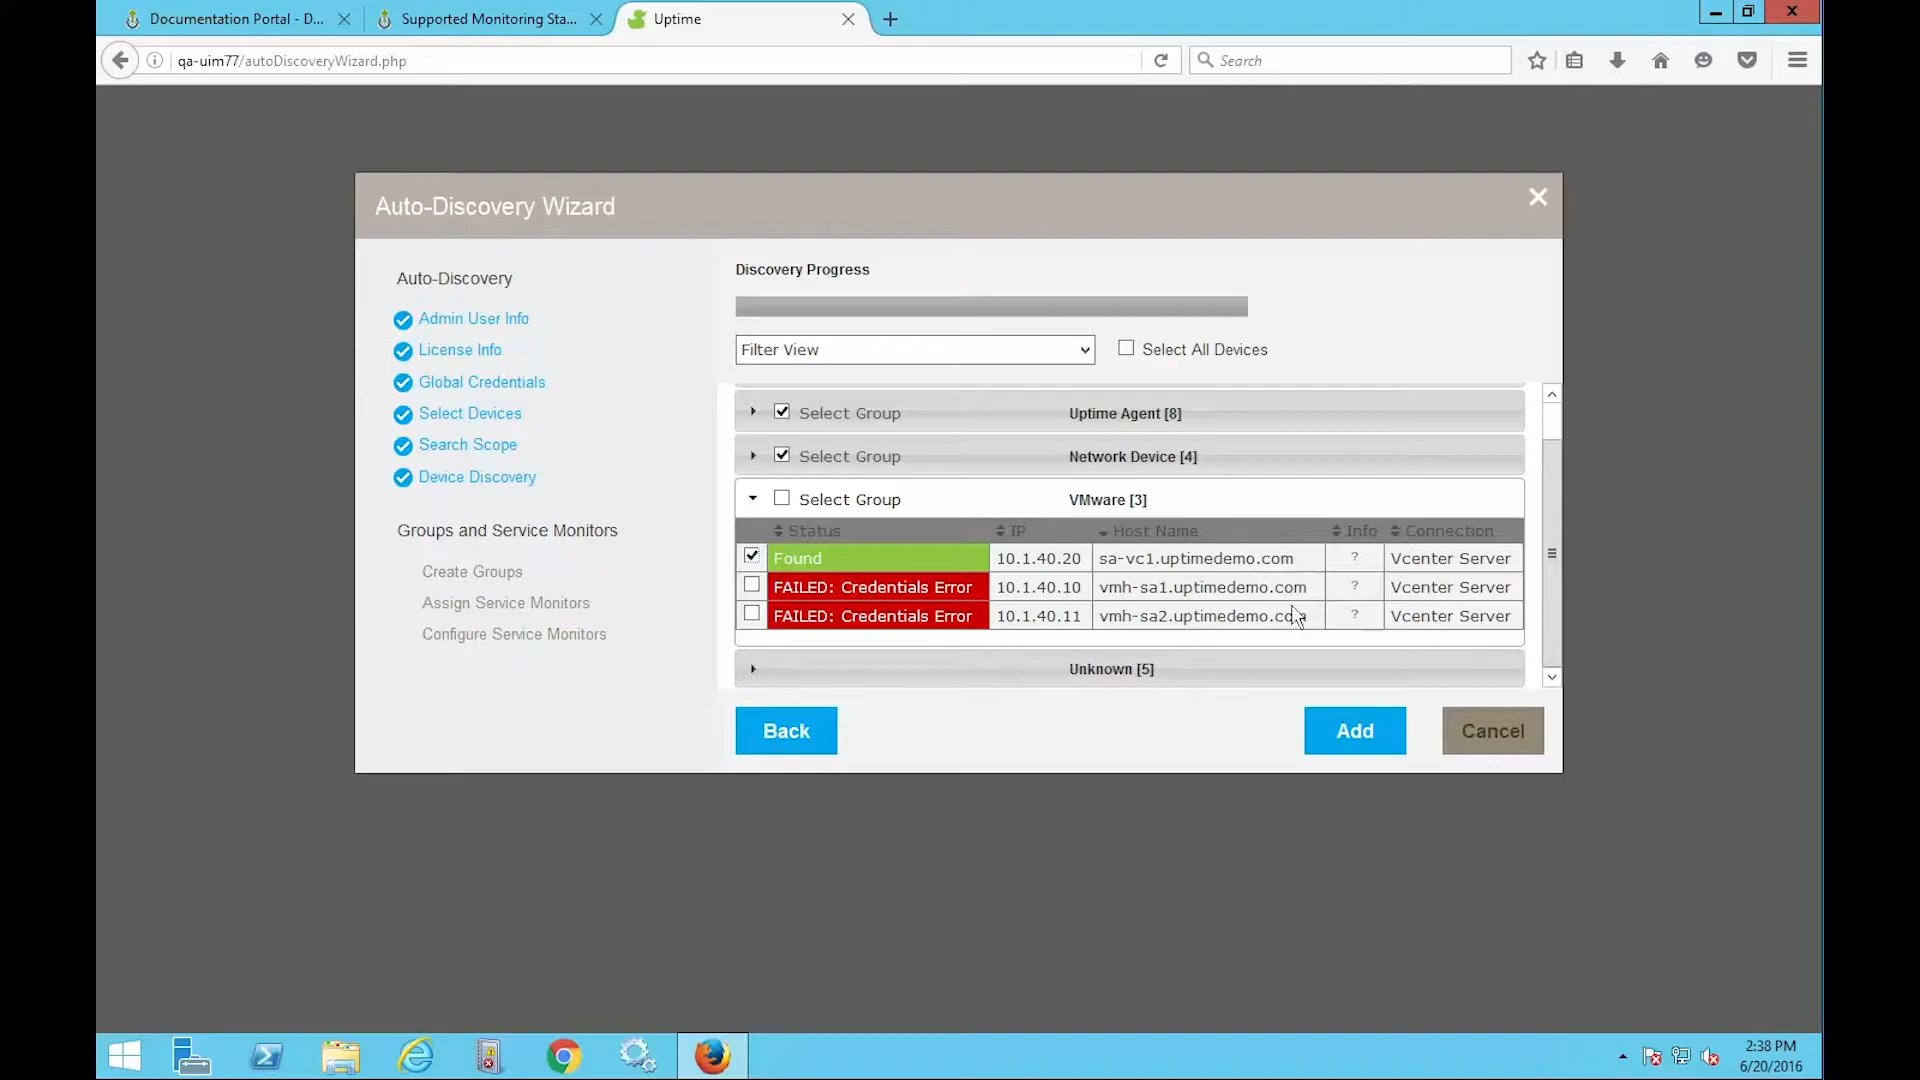 Documentation Portal - D...
Supported Monitoring Sta...
Uptime
qa-uim77/autoDiscoveryWizard.php
Search
Auto-Discovery Wizard
Auto-Discovery
Admin User Info
License Info
Global Credentials
Select Devices
Search Scope
Device Discovery
Groups and Service Monitors
Create Groups
Assign Service Monitors
Configure Service Monitors
Discovery Progress
Filter View
Select All Devices
Select Group Uptime Agent [8]
Select Group Network Device [4]
Select Group VMware [3]
Status IP Host Name Info Connection
Found 10.1.40.20 sa-vc1.uptimedemo.com ? Vcenter Server
FAILED: Credentials Error 10.1.40.10 vmh-sa1.uptimedemo.com ? Vcenter Server
FAILED: Credentials Error 10.1.40.11 vmh-sa2.uptimedemo.com ? Vcenter Server
Unknown [5]
Back
Add
Cancel
2:38 PM
6/20/2016